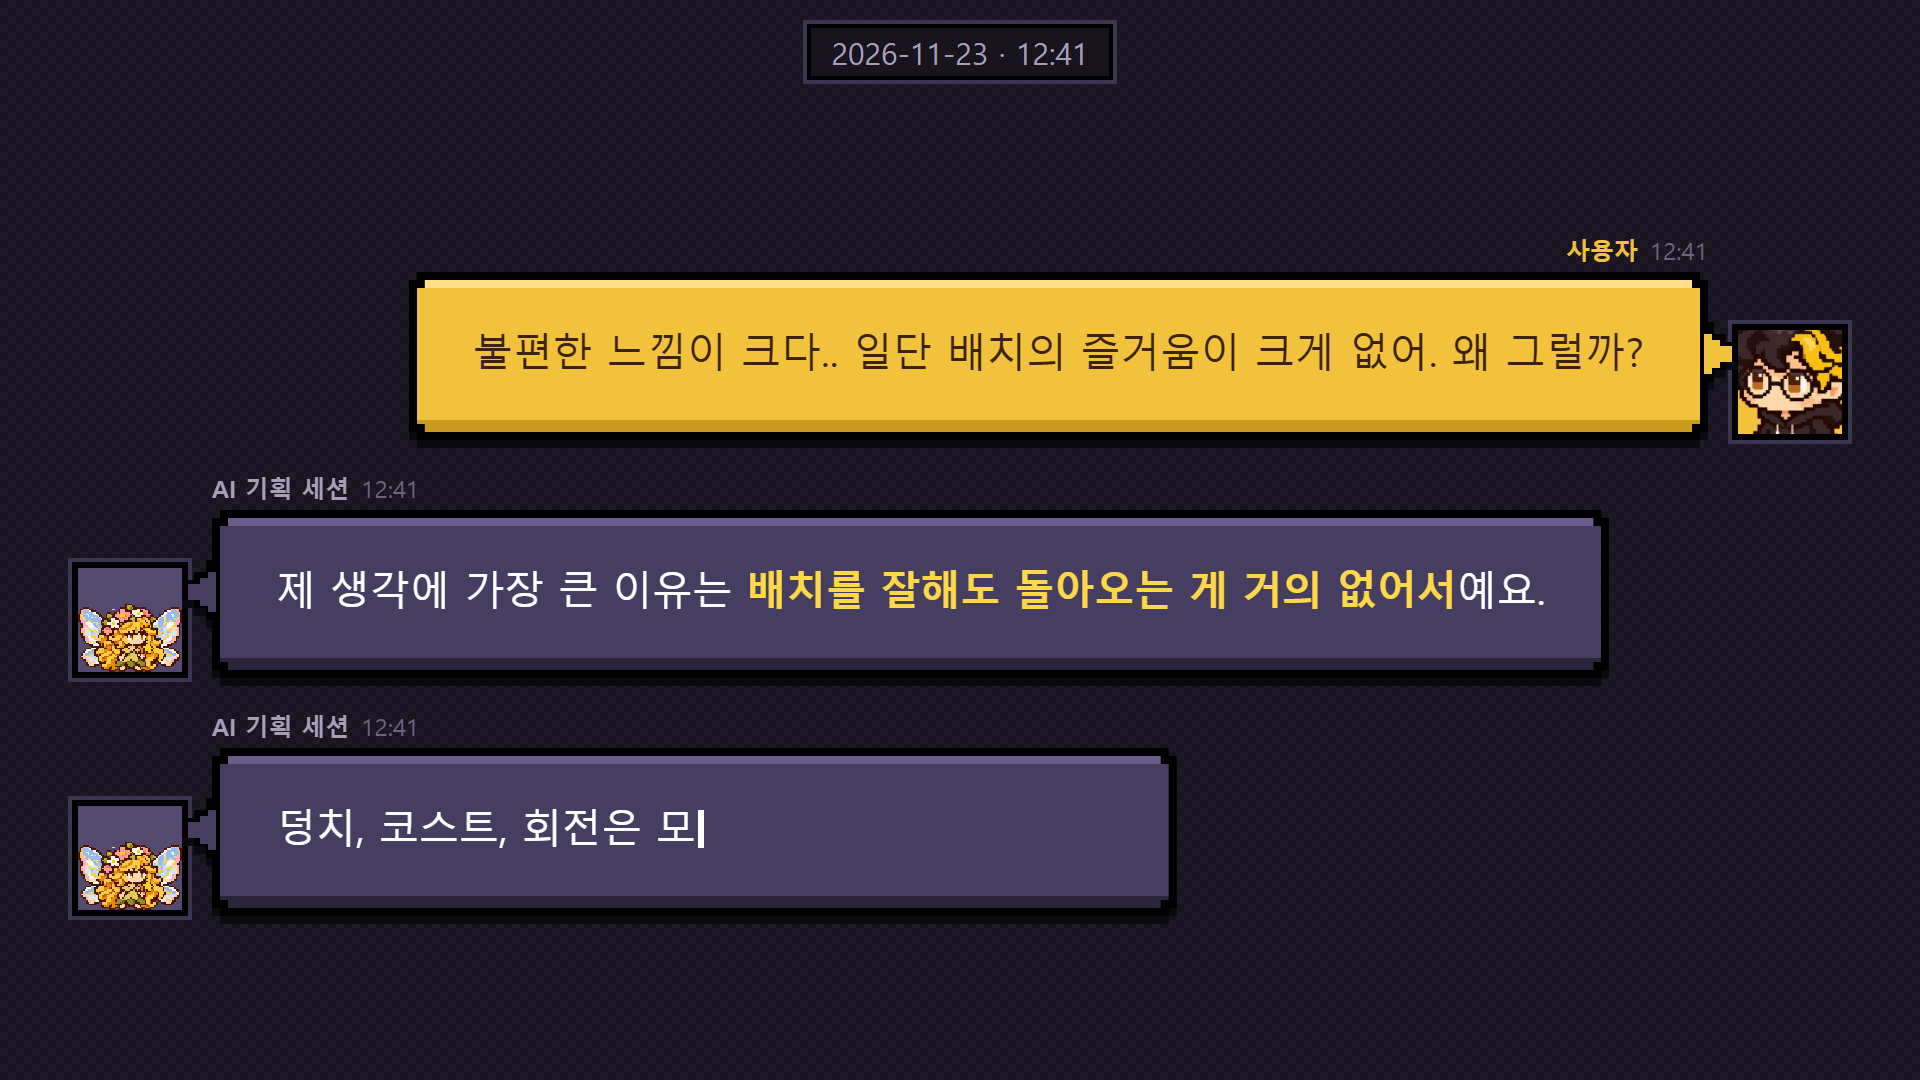 2026-11-23 · 12:41
사용자 12:41
불편한 느낌이 크다.. 일단 배치의 즐거움이 크게 없어. 왜 그럴까?
AI 기획 세션 12:41
제 생각에 가장 큰 이유는 배치를 잘해도 돌아오는 게 거의 없어서예요.
AI 기획 세션 12:41
덩치, 코스트, 회전은 모